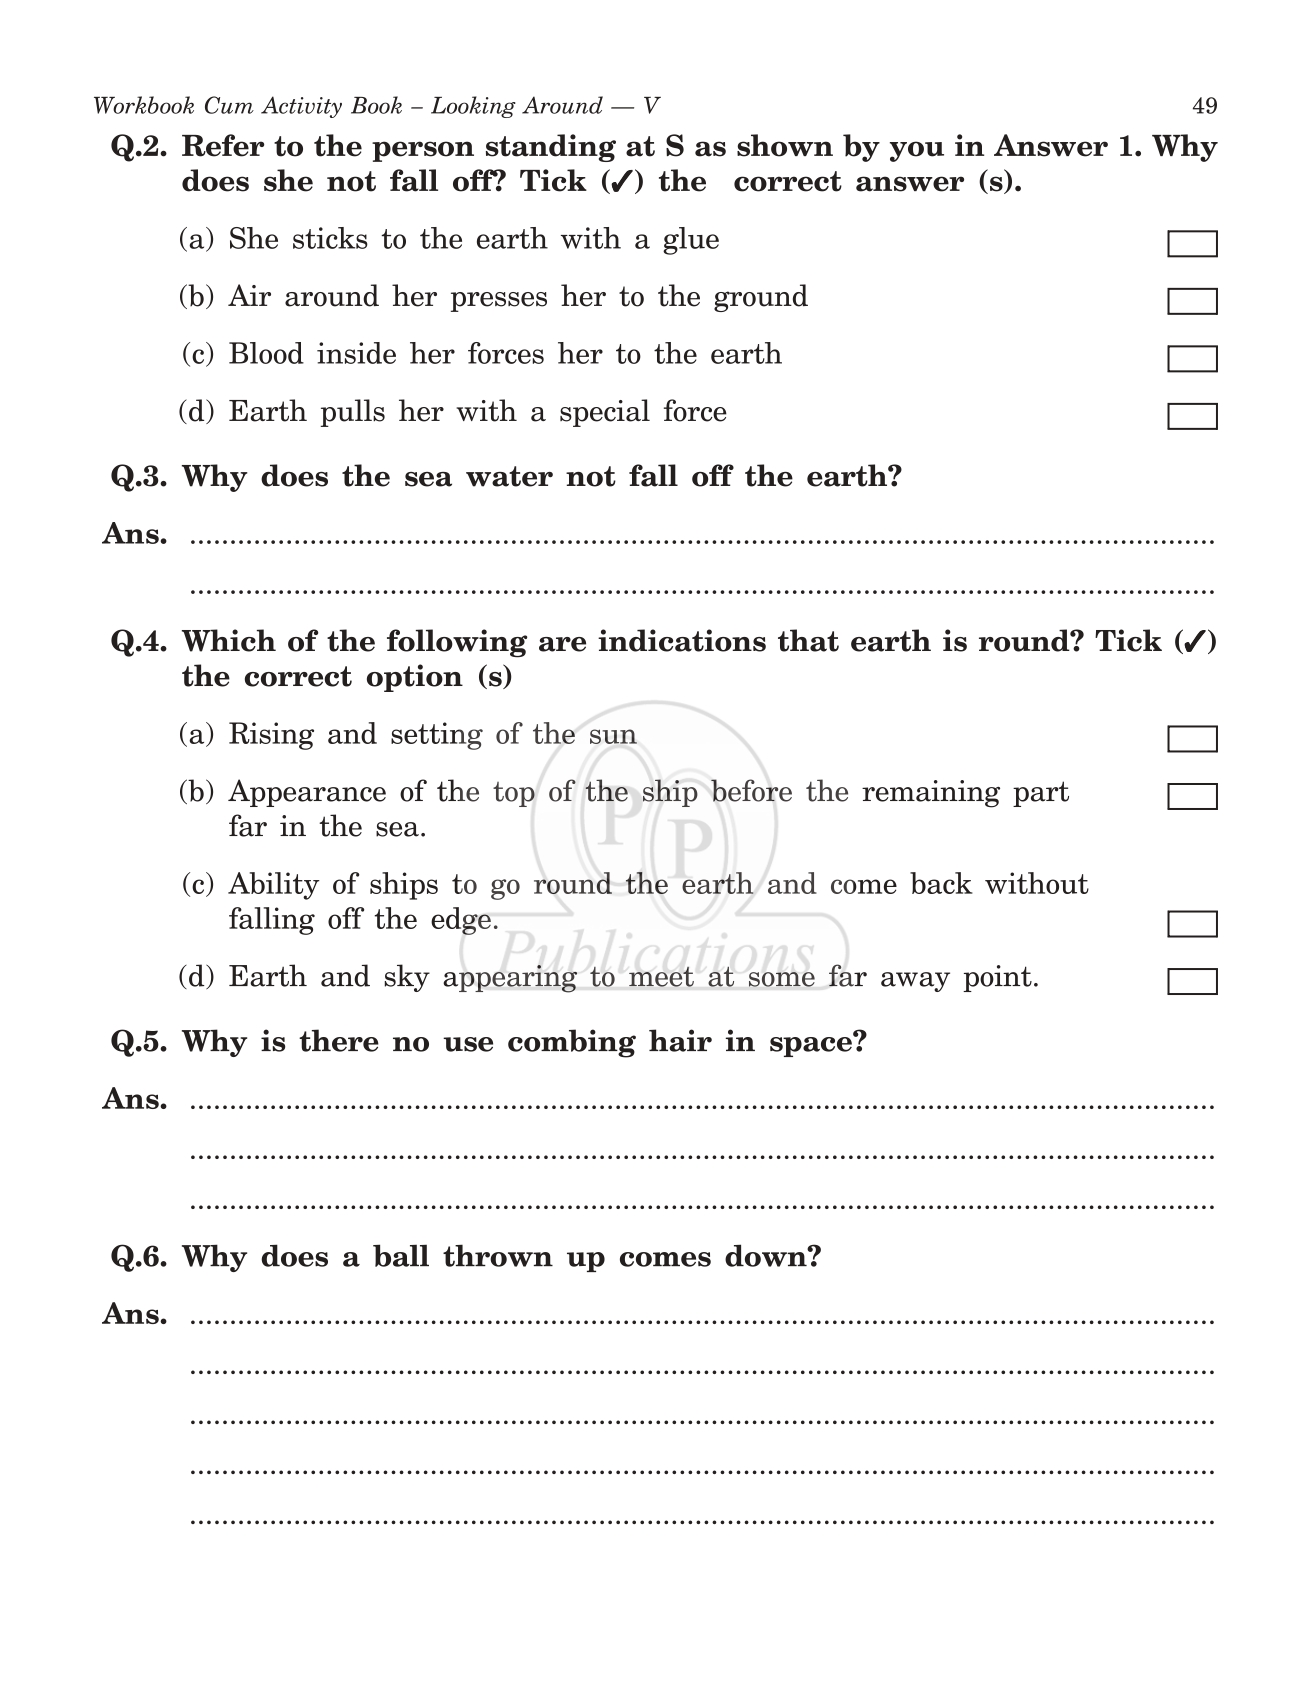 Workbook Cum Activity Book – Looking Around — V 49
Q.2. Refer to the person standing at S as shown by you in Answer 1. Why
does she not fall off? Tick (✓) the correct answer (s).
(a) She sticks to the earth with a glue
(b) Air around her presses her to the ground
(c) Blood inside her forces her to the earth
(d) Earth pulls her with a special force
Q.3. Why does the sea water not fall off the earth?
Ans. ................................................................................
................................................................................
Q.4. Which of the following are indications that earth is round? Tick (✓)
the correct option (s)
(a) Rising and setting of the sun
(b) Appearance of the top of the ship before the remaining part
far in the sea.
(c) Ability of ships to go round the earth and come back without
falling off the edge.
(d) Earth and sky appearing to meet at some far away point.
P P
Publications
Q.5. Why is there no use combing hair in space?
Ans. ................................................................................
................................................................................
................................................................................
Q.6. Why does a ball thrown up comes down?
Ans. ................................................................................
................................................................................
................................................................................
................................................................................
................................................................................